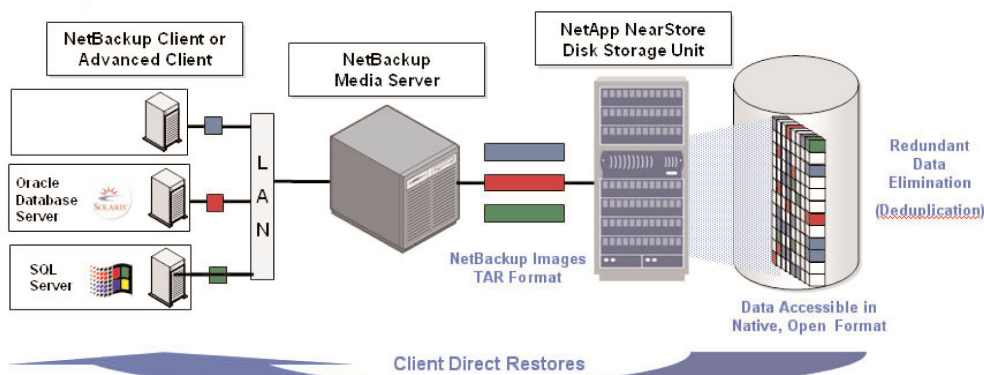 NetBackup Client or
Advanced Client
NetBackup
Media Server
NetApp NearStore
Disk Storage Unit
Oracle
Database
Server
SOLARIS
SQL
Server
L
A
N
NetBackup Images
TAR Format
Redundant
Data
Elimination
(Deduplication)
Data Accessible in
Native, Open Format
Client Direct Restores